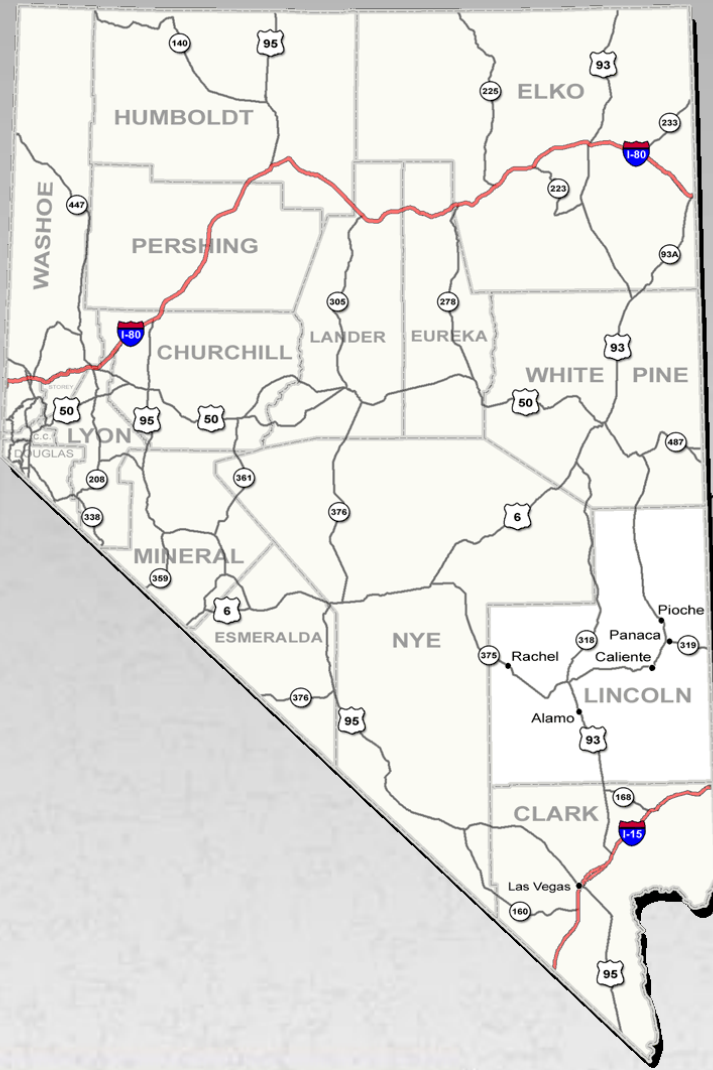 140
95
93
225
ELKO
HUMBOLDT
233
I-80
WASHOE
447
223
PERSHING
93A
305
278
I-80
LANDER
EUREKA
CHURCHILL
93
WHITE PINE
STOREY
50
95
50
50
C.C.
LYON
DOUGLAS
487
208
361
376
338
6
MINERAL
359
6
Pioche
ESMERALDA
NYE
318
Panaca
319
375
Rachel
Caliente
376
LINCOLN
95
Alamo
93
168
CLARK
I-15
Las Vegas
160
95